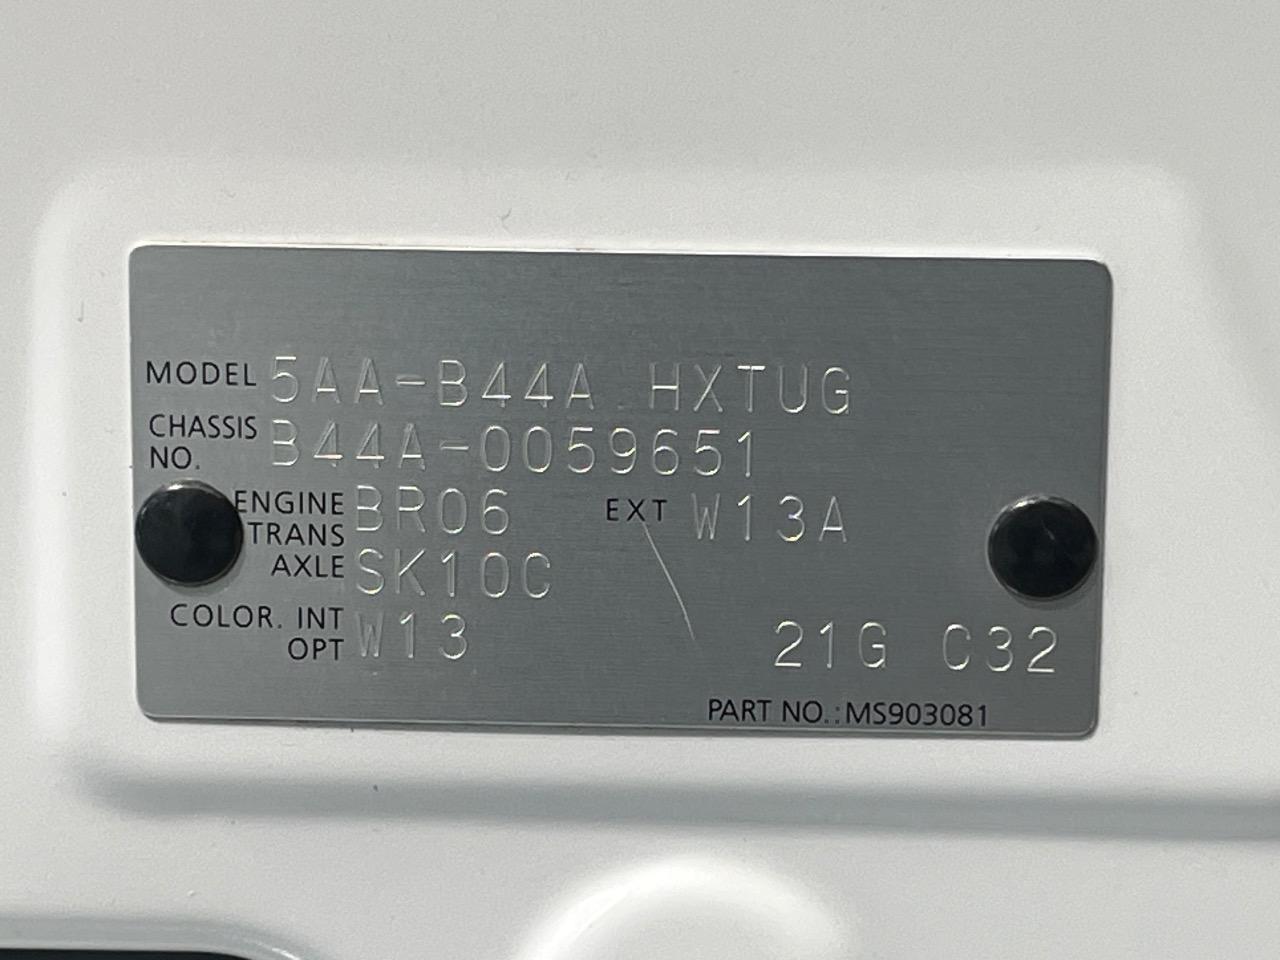 MODEL 5AA-B44A HXTUG
CHASSIS NO. B44A-0059651
ENGINE BR06 EXT W13A
TRANS AXLE SK10C
COLOR. INT OPT W13 21G C32
PART NO.:MS903081